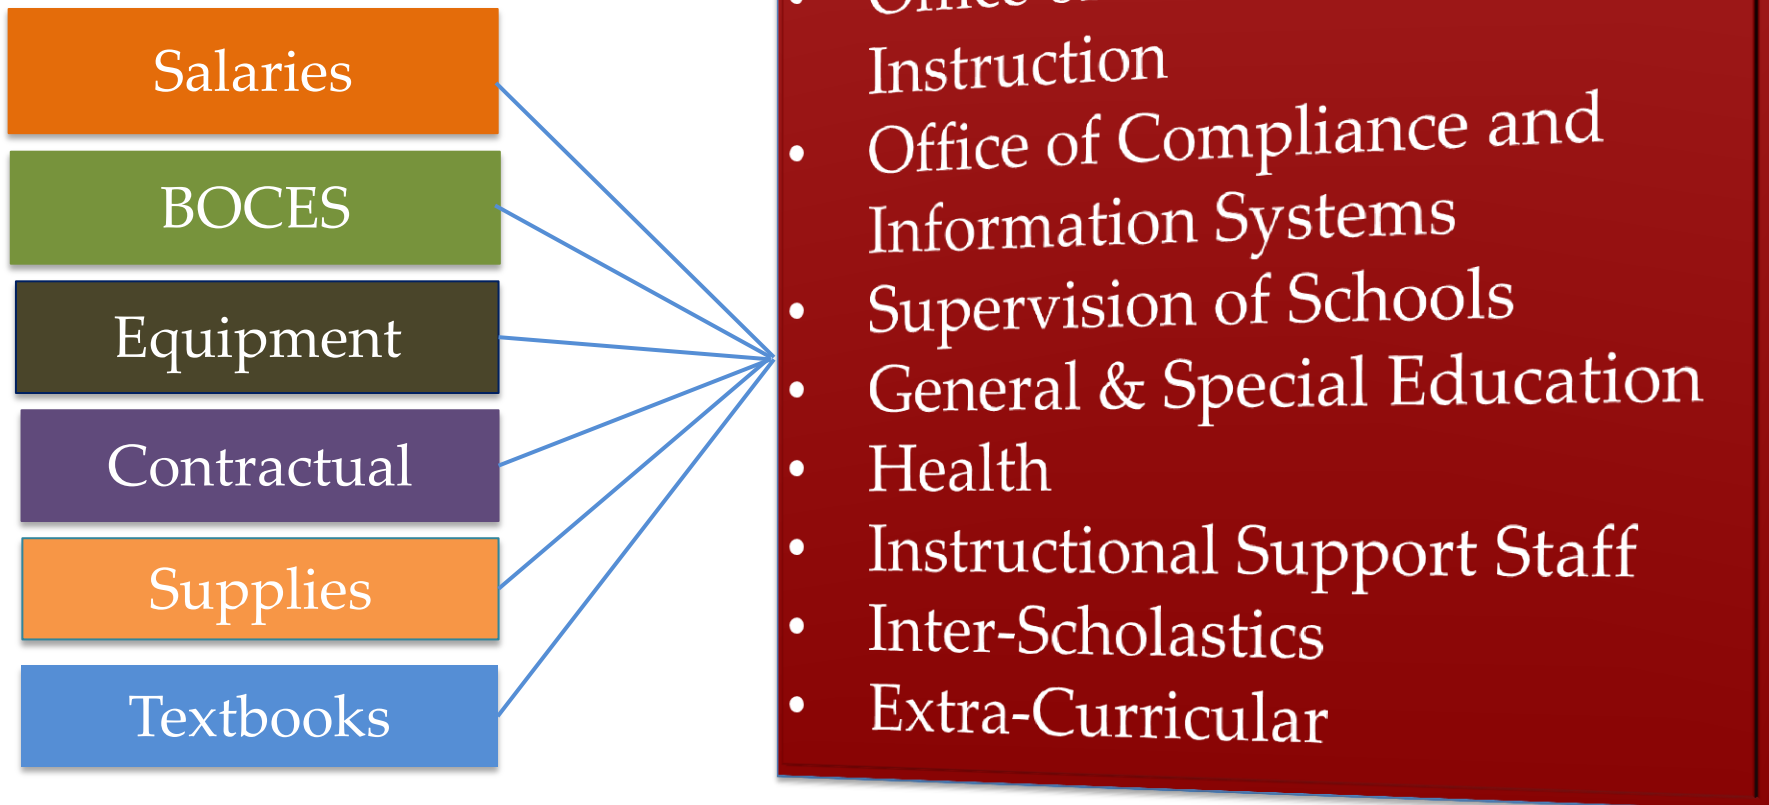 Salaries
BOCES
Equipment
Contractual
Supplies
Textbooks
Office
Instruction
• Office of Compliance and
Information Systems
• Supervision of Schools
• General & Special Education
• Health
• Instructional Support Staff
• Inter-Scholastics
• Extra-Curricular